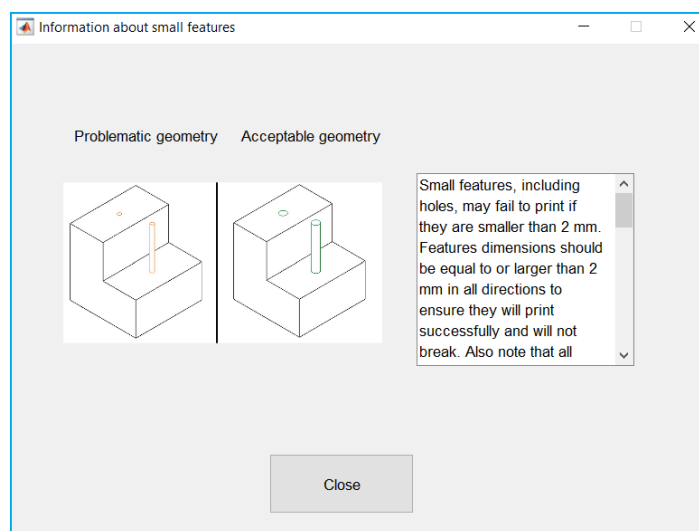 Information about small features
Problematic geometry
Acceptable geometry
Small features, including
holes, may fail to print if
they are smaller than 2 mm.
Features dimensions should
be equal to or larger than 2
mm in all directions to
ensure they will print
successfully and will not
break. Also note that all
Close